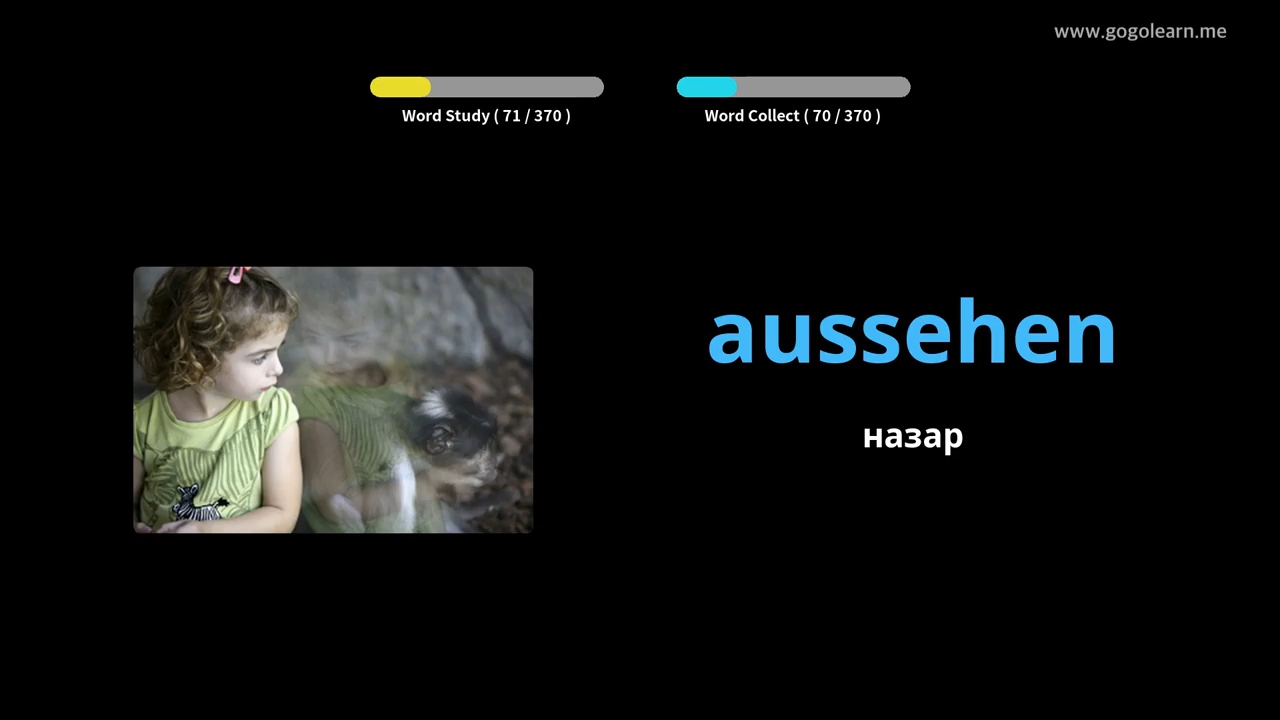 www.gogolearn.me
Word Study ( 71 / 370 )
Word Collect ( 70 / 370 )
aussehen
назар